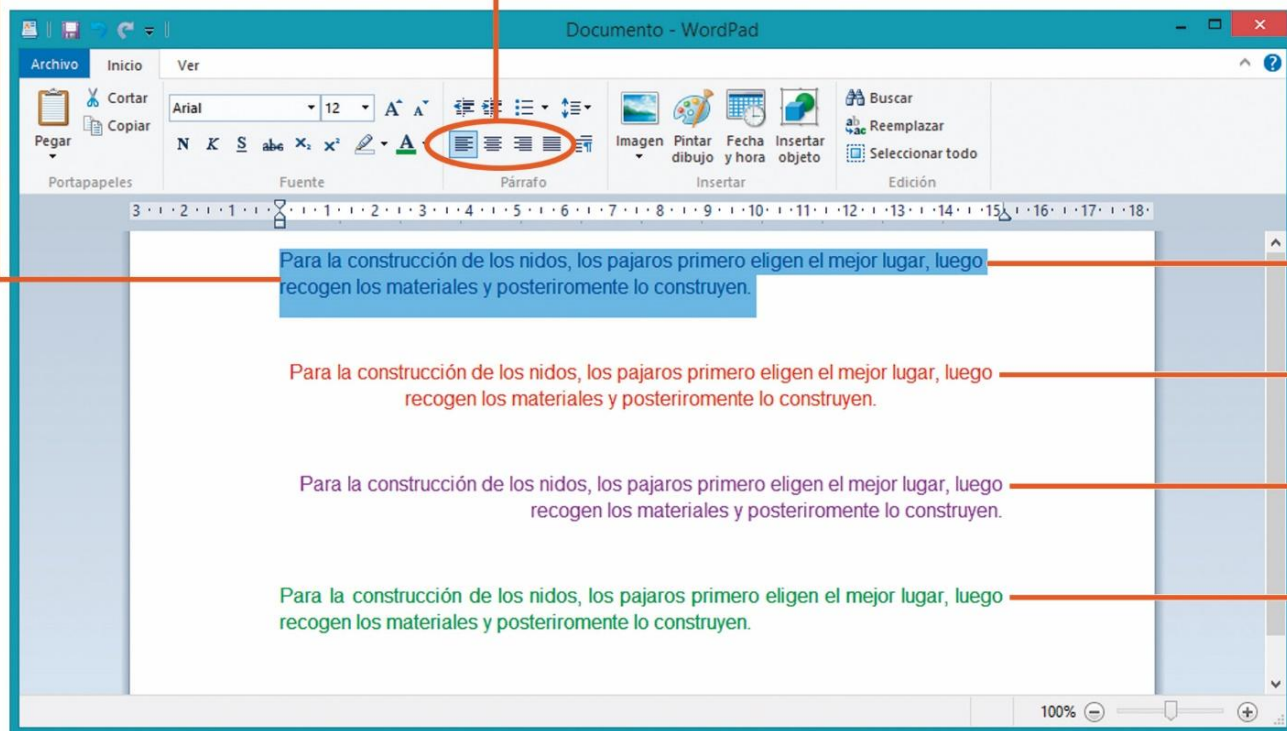 Documento - WordPad
Archivo Inicio Ver
Pegar
Cortar
Copiar
Portapapeles
Arial 12 A A
N K S abc X₂ X² A
Fuente
Párrafo
Imagen
Pintar dibujo
Fecha y hora
Insertar objeto
Insertar
Buscar
Reemplazar
Seleccionar todo
Edición
3 2 1 1 2 3 4 5 6 7 8 9 10 11 12 13 14 15 16 17 18
Para la construcción de los nidos, los pajaros primero eligen el mejor lugar, luego
recogen los materiales y posteriromente lo construyen.
Para la construcción de los nidos, los pajaros primero eligen el mejor lugar, luego
recogen los materiales y posteriromente lo construyen.
Para la construcción de los nidos, los pajaros primero eligen el mejor lugar, luego
recogen los materiales y posteriromente lo construyen.
Para la construcción de los nidos, los pajaros primero eligen el mejor lugar, luego
recogen los materiales y posteriromente lo construyen.
100%